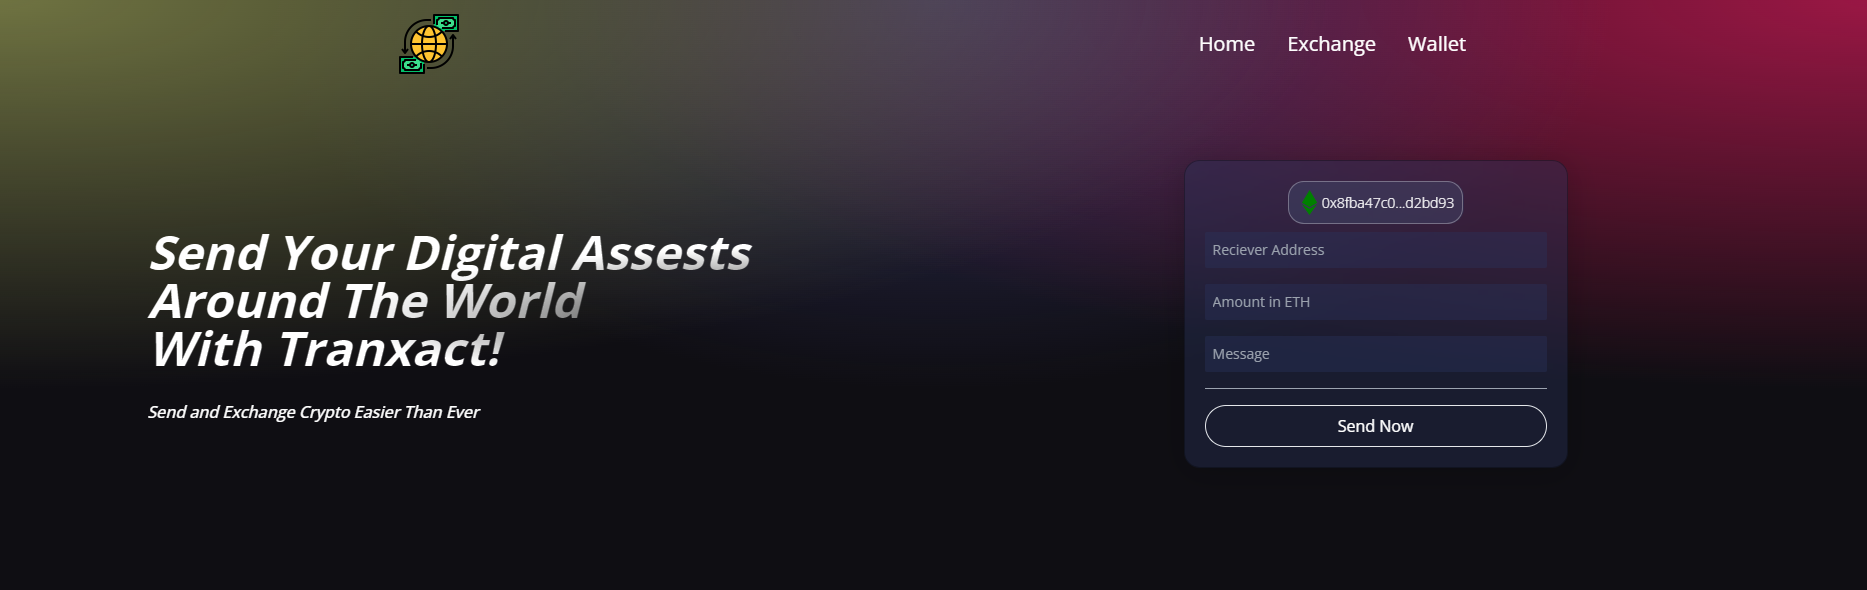 Home Exchange Wallet
Send Your Digital Assests
Around The World
With Tranxact!
Send and Exchange Crypto Easier Than Ever
0x8fba47c0...d2bd93
Reciever Address
Amount in ETH
Message
Send Now